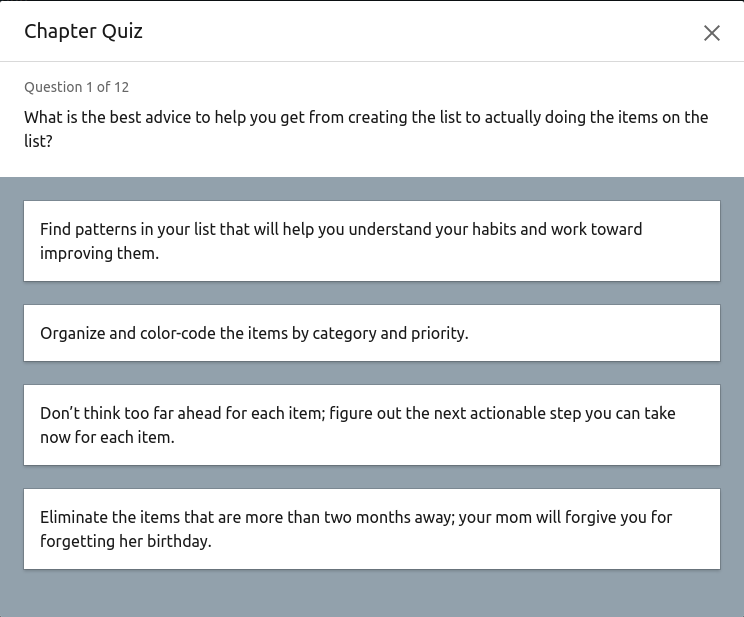 Chapter Quiz
Question 1 of 12
What is the best advice to help you get from creating the list to actually doing the items on the
list?
Find patterns in your list that will help you understand your habits and work toward
improving them.
Organize and color-code the items by category and priority.
Don't think too far ahead for each item; figure out the next actionable step you can take
now for each item.
Eliminate the items that are more than two months away; your mom will forgive you for
forgetting her birthday.